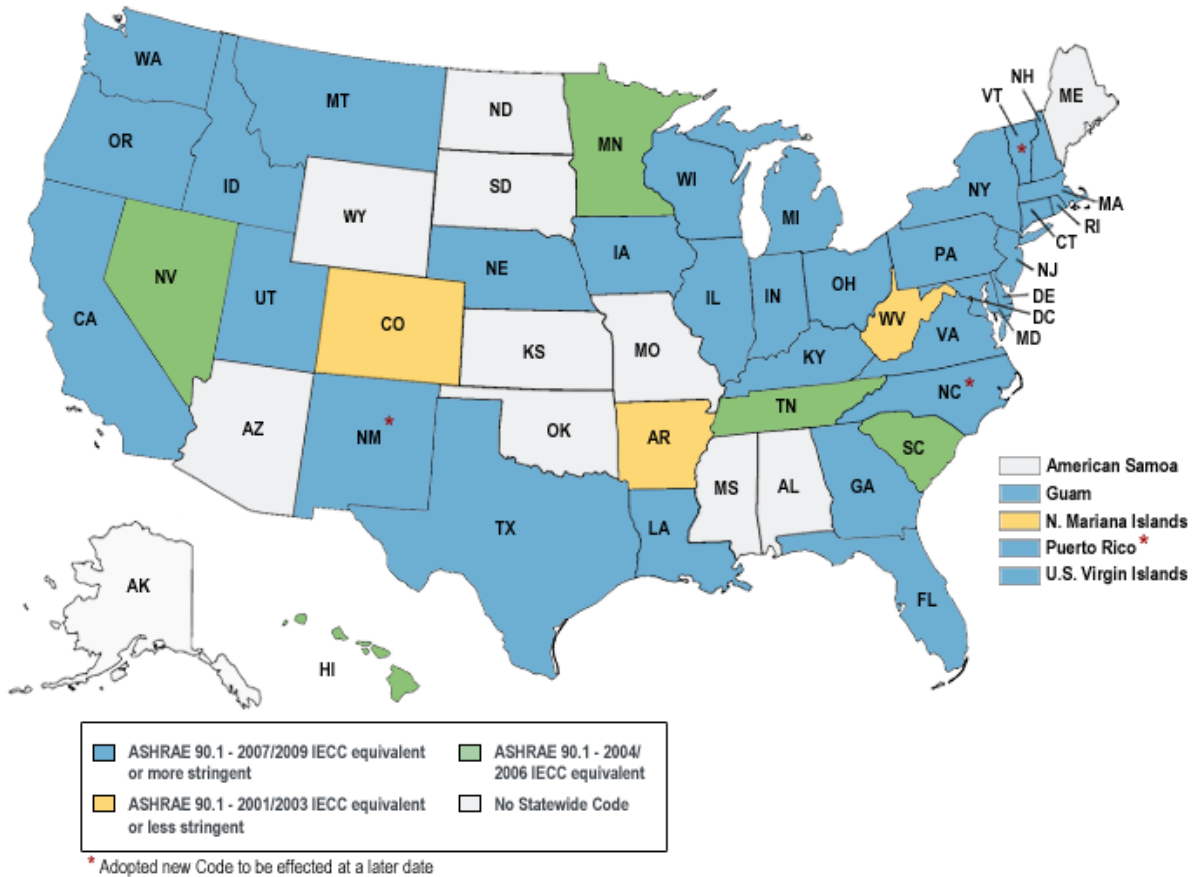 WA
MT
ND
MN
OR
ID
SD
WY
WI
MI
NH
VT
*
ME
NY
MA
RI
CT
NV
UT
CA
NE
IA
CO
KS
MO
IL
IN
OH
PA
NJ
DE
DC
MD
WV
VA
KY
NC *
TN
SC
AZ
NM *
OK
AR
MS
AL
GA
TX
LA
FL
AK
HI
American Samoa
Guam
N. Mariana Islands
Puerto Rico *
U.S. Virgin Islands
ASHRAE 90.1 - 2007/2009 IECC equivalent
or more stringent
ASHRAE 90.1 - 2001/2003 IECC equivalent
or less stringent
ASHRAE 90.1 - 2004/
2006 IECC equivalent
No Statewide Code
* Adopted new Code to be effected at a later date